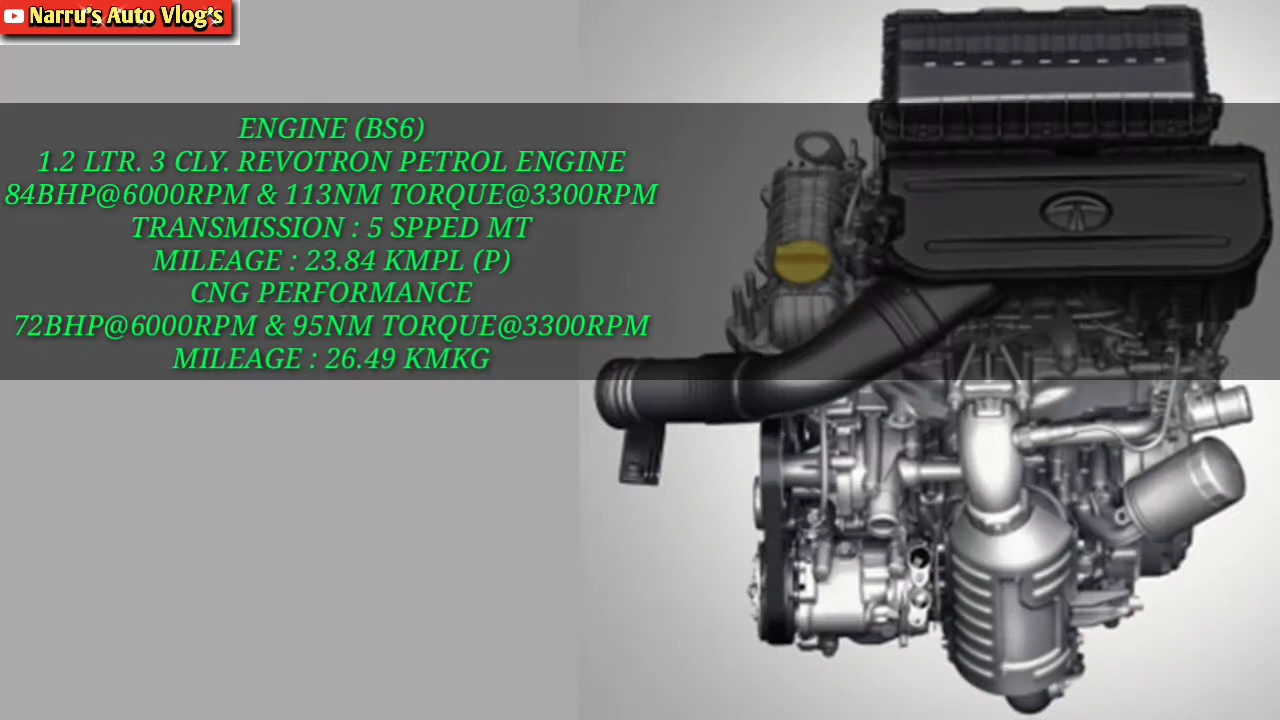 Narru's Auto Vlog's
ENGINE (BS6)
1.2 LTR. 3 CLY. REVOTRON PETROL ENGINE
84BHP@6000RPM & 113NM TORQUE@3300RPM
TRANSMISSION : 5 SPPED MT
MILEAGE : 23.84 KMPL (P)
CNG PERFORMANCE
72BHP@6000RPM & 95NM TORQUE@3300RPM
MILEAGE : 26.49 KMKG